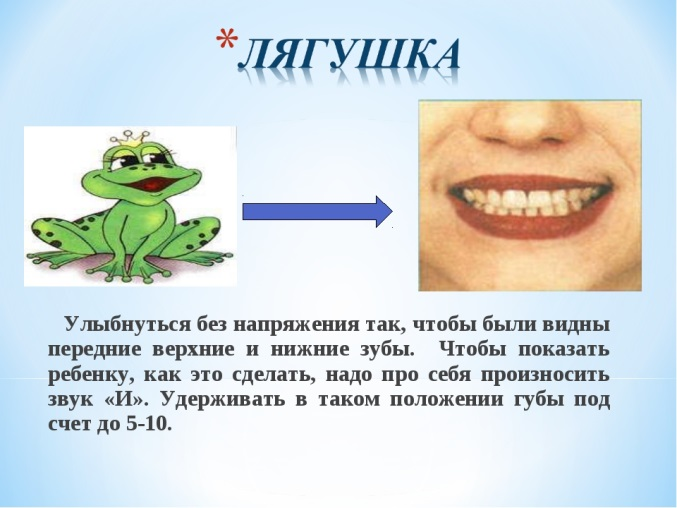 *ЛЯГУШКА
Улыбнуться без напряжения так, чтобы были видны
передние верхние и нижние зубы. Чтобы показать
ребенку, как это сделать, надо про себя произносить
звук «И». Удерживать в таком положении губы под
счет до 5-10.